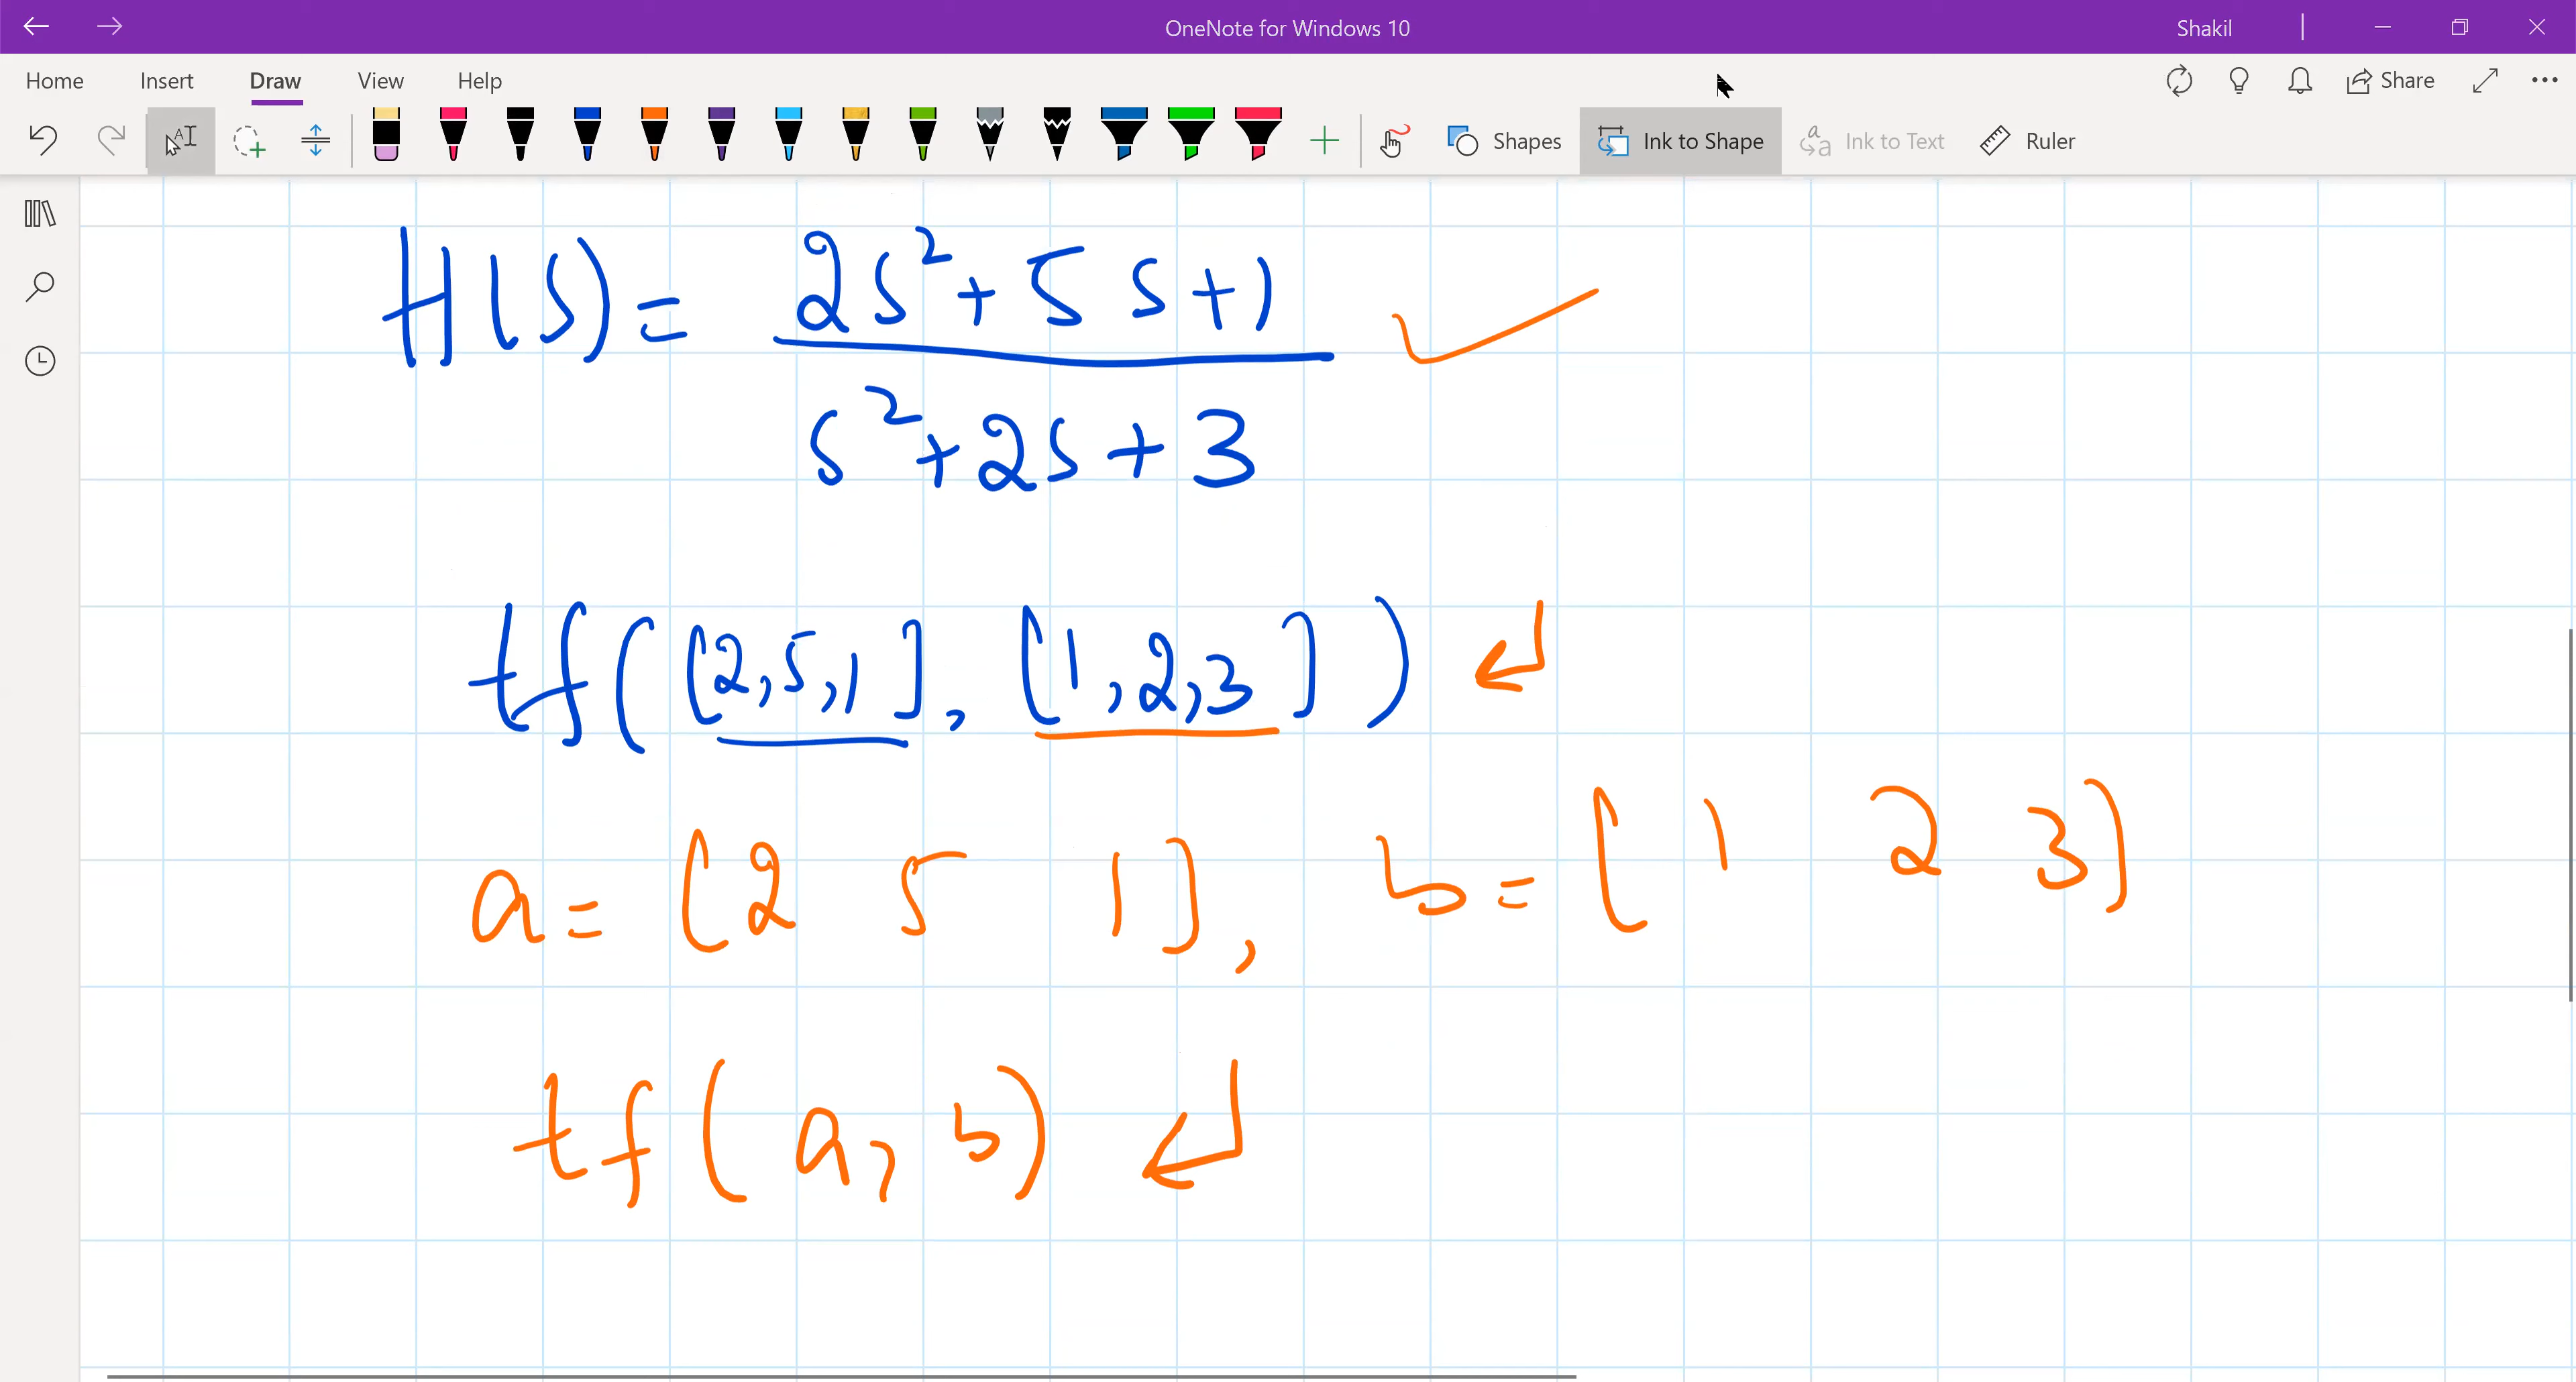 OneNote for Windows 10 Shakil
Home Insert Draw View Help Share
Shapes Ink to Shape Ink to Text Ruler
H(s) = 2s²+5s+1
s²+2s+3
tf([2,5,1], [1,2,3])
a = [2 5 1], b = [1 2 3]
tf(a, b)